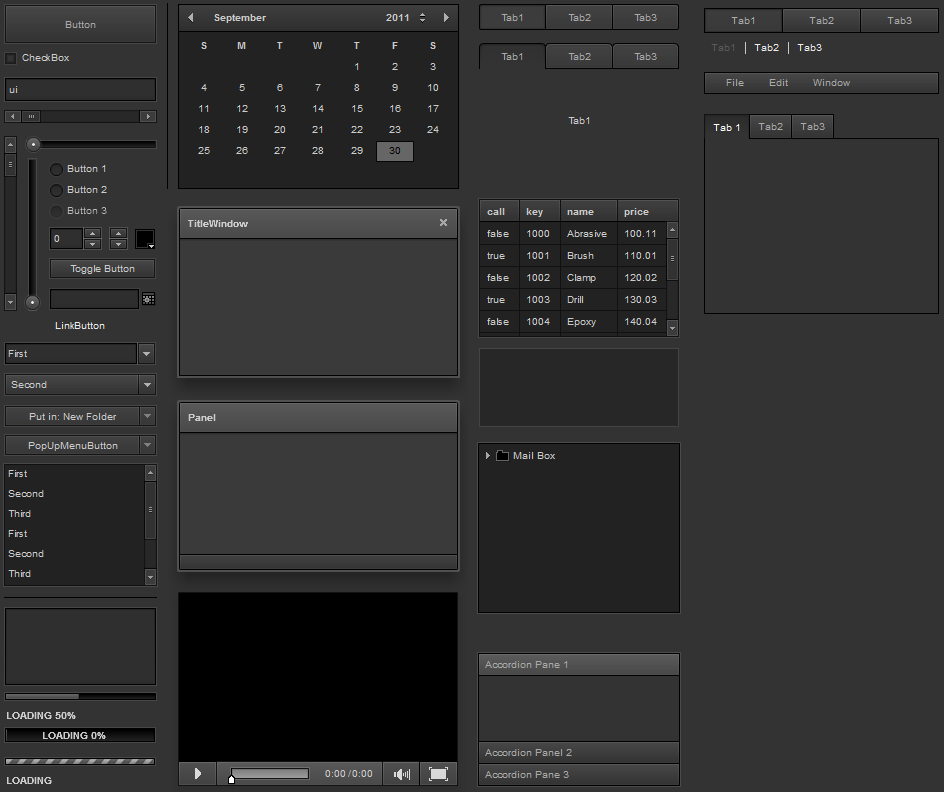 Button
CheckBox
ui
Button 1
Button 2
Button 3
0
Toggle Button
LinkButton
First
Second
Put in: New Folder
PopUpMenuButton
First
Second
Third
First
Second
Third
LOADING 50%
LOADING 0%
LOADING
September 2011
S M T W T F S
1 2 3
4 5 6 7 8 9 10
11 12 13 14 15 16 17
18 19 20 21 22 23 24
25 26 27 28 29 30
TitleWindow
Panel
0:00 /0:00
Tab1 Tab2 Tab3
Tab1 Tab2 Tab3
Tab1
call key name price
false 1000 Abrasive 100.11
true 1001 Brush 110.01
false 1002 Clamp 120.02
true 1003 Drill 130.03
false 1004 Epoxy 140.04
Mail Box
Accordion Pane 1
Accordion Panel 2
Accordion Pane 3
Tab1 Tab2 Tab3
Tab1 Tab2 Tab3
File Edit Window
Tab 1 Tab2 Tab3